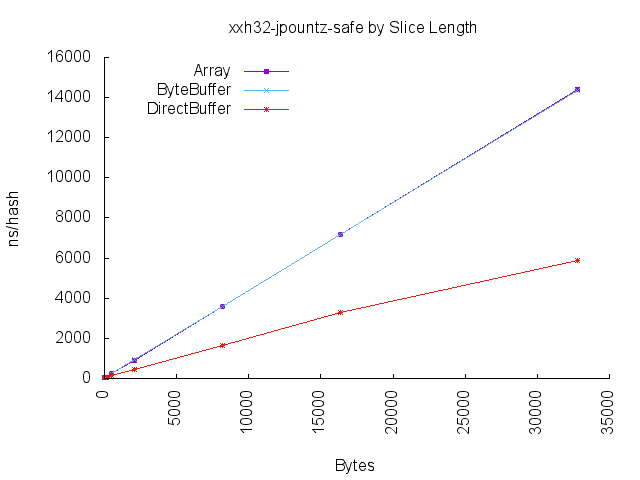 xxh32-jpountz-safe by Slice Length
16000
14000
12000
10000
8000
6000
4000
2000
0
ns/hash
Array
ByteBuffer
DirectBuffer
0
5000
10000
15000
20000
25000
30000
35000
Bytes